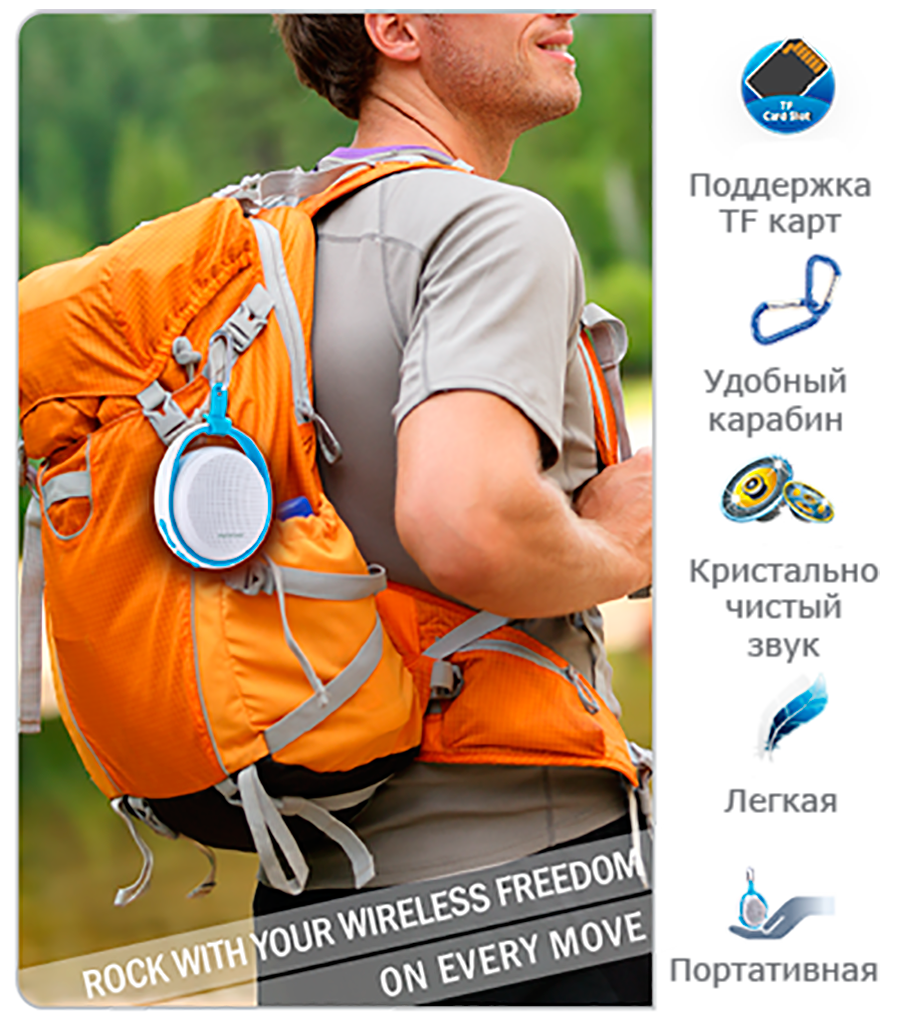 TF
Card Slot
Поддержка
TF карт
Удобный
карабин
Кристально
чистый
звук
Легкая
Портативная
ROCK WITH YOUR WIRELESS FREEDOM
ON EVERY MOVE